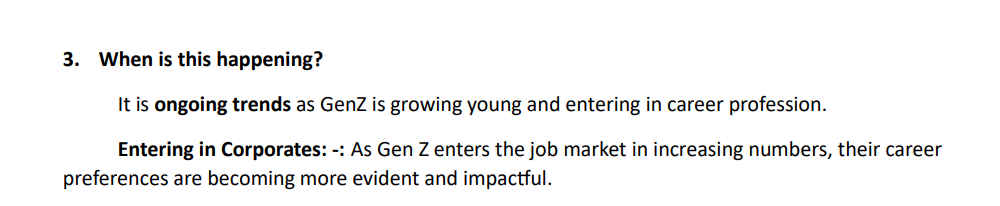 3. When is this happening?
It is ongoing trends as GenZ is growing young and entering in career profession.
Entering in Corporates: -: As Gen Z enters the job market in increasing numbers, their career
preferences are becoming more evident and impactful.